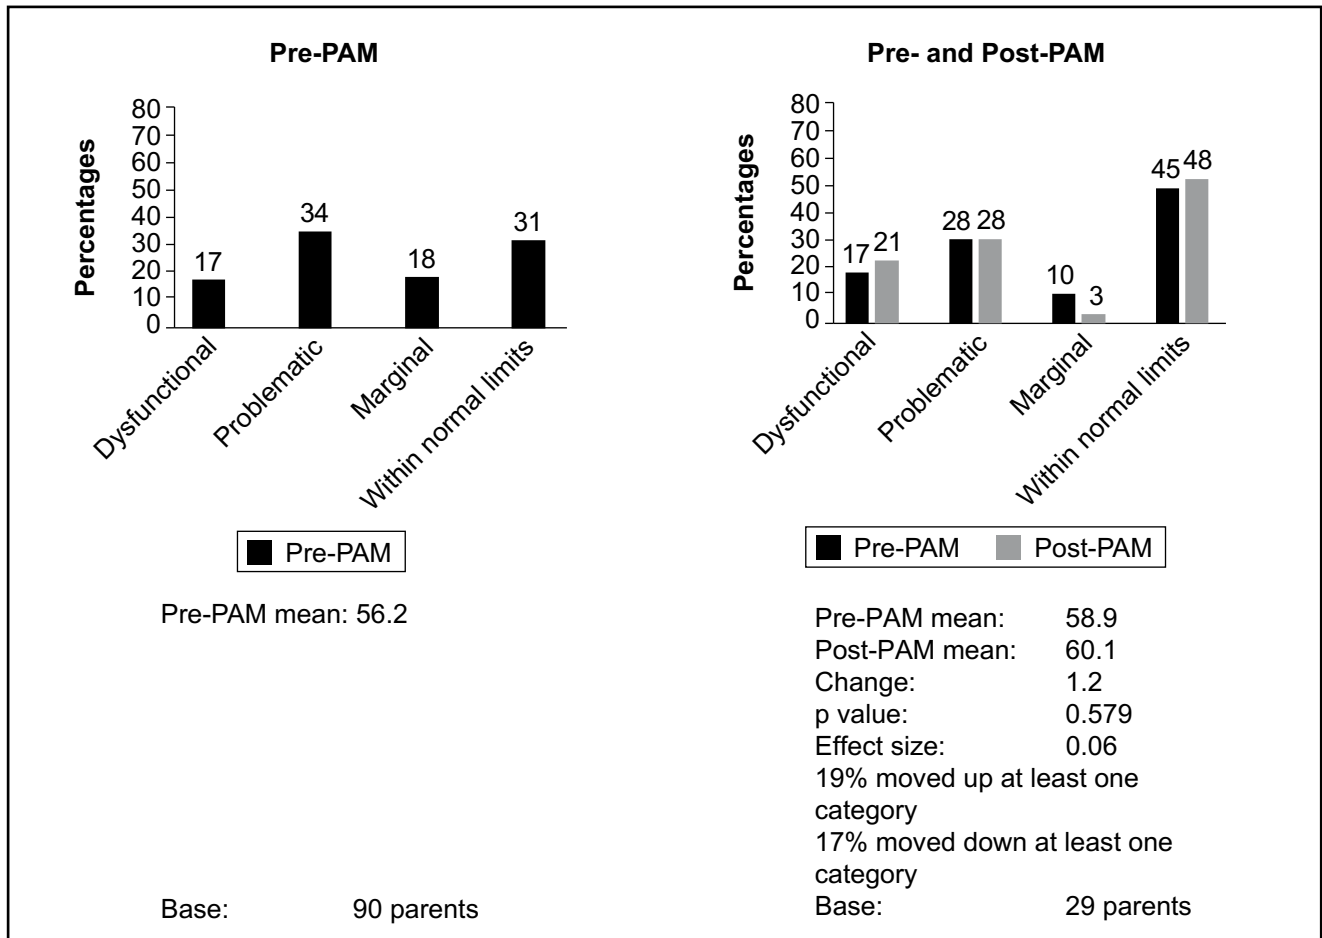 Pre-PAM
Percentages
80
70
60
50
40
30
20
10
0
17
34
18
31
Dysfunctional
Problematic
Marginal
Within normal limits
Pre-PAM
Pre-PAM mean: 56.2
Base: 90 parents
Pre- and Post-PAM
Percentages
80
70
60
50
40
30
20
10
0
17 21
28 28
10 3
45 48
Dysfunctional
Problematic
Marginal
Within normal limits
Pre-PAM Post-PAM
Pre-PAM mean: 58.9
Post-PAM mean: 60.1
Change: 1.2
p value: 0.579
Effect size: 0.06
19% moved up at least one
category
17% moved down at least one
category
Base: 29 parents